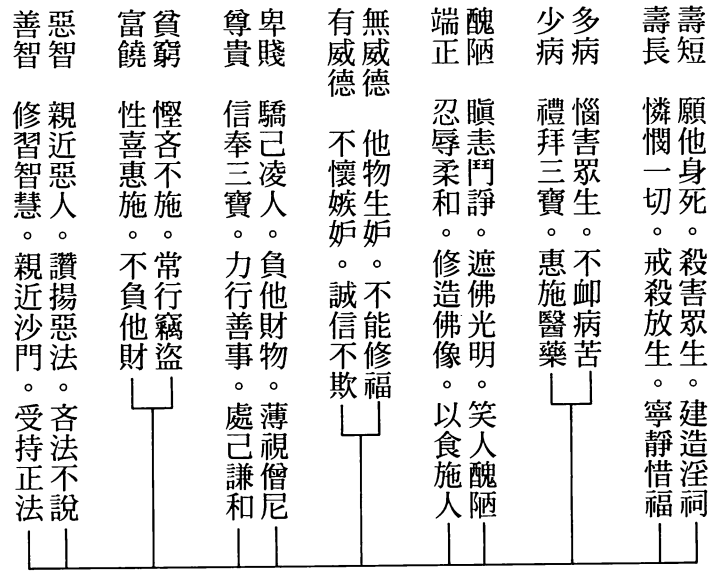 壽短　願他身死。殺害眾生。建造淫祠
壽長　憐憫一切。戒殺放生。寧靜惜福
多病　惱害眾生。不卹病苦
少病　禮拜三寶。惠施醫藥
醜陋　瞋恚鬥諍。遮佛光明。笑人醜陋
端正　忍辱柔和。修造佛像。以食施人
無威德　他物生妒。不能修福
有威德　不懷嫉妒。誠信不欺
卑賤　驕己凌人。負他財物。薄視僧尼
尊貴　信奉三寶。力行善事。處己謙和
貧窮　慳吝不施。常行竊盜
富饒　性喜惠施。不負他財
惡智　親近惡人。讚揚惡法。吝法不說
善智　修習智慧。親近沙門。受持正法